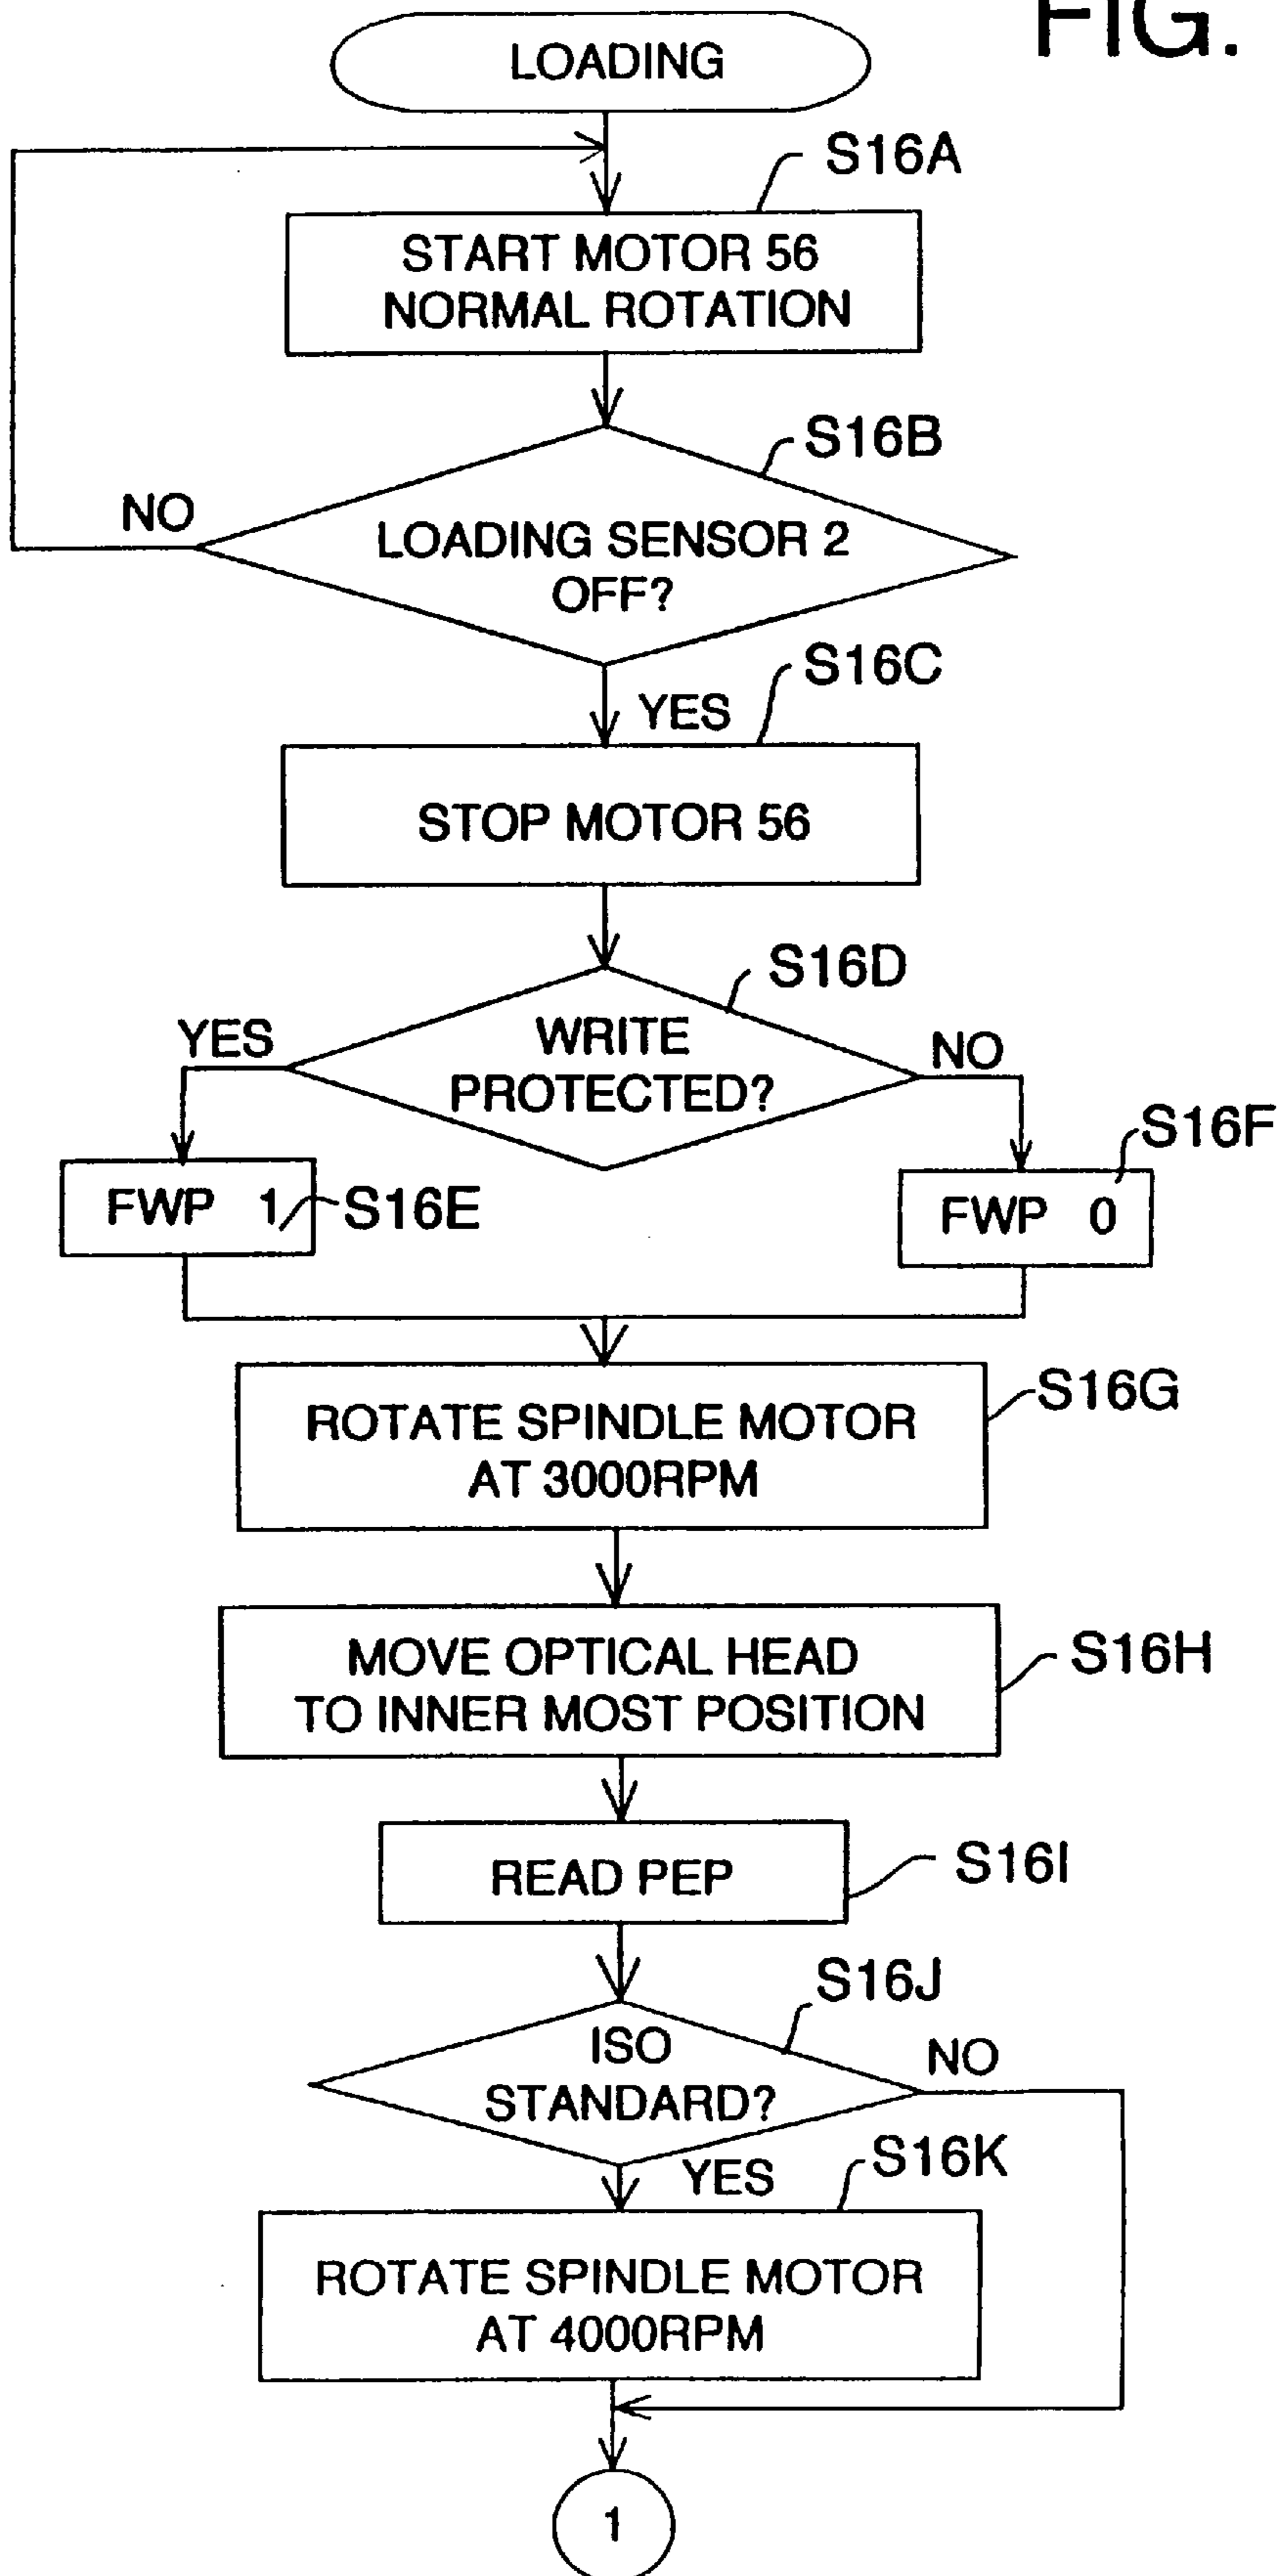 FIG.
LOADING
S16A
START MOTOR 56
NORMAL ROTATION
S16B
NO
LOADING SENSOR 2
OFF?
S16C
YES
STOP MOTOR 56
S16D
YES
WRITE
NO
PROTECTED?
S16F
FWP 1
S16E
FWP 0
S16G
ROTATE SPINDLE MOTOR
AT 3000RPM
S16H
MOVE OPTICAL HEAD
TO INNER MOST POSITION
S16I
READ PEP
S16J
ISO
NO
STANDARD?
S16K
YES
ROTATE SPINDLE MOTOR
AT 4000RPM
1